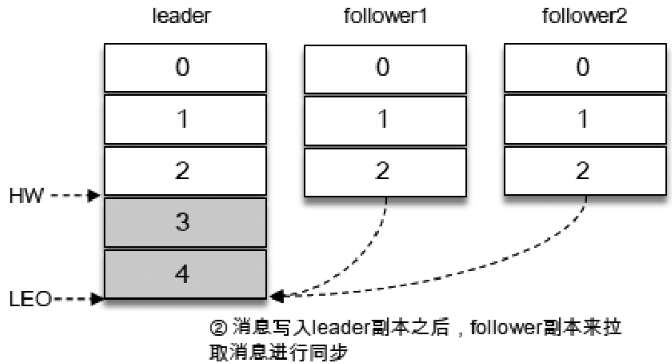 leader follower1 follower2
0 0 0
1 1 1
2 2 2
HW
3
4
LEO
② 消息写入leader副本之后，follower副本来拉
取消息进行同步